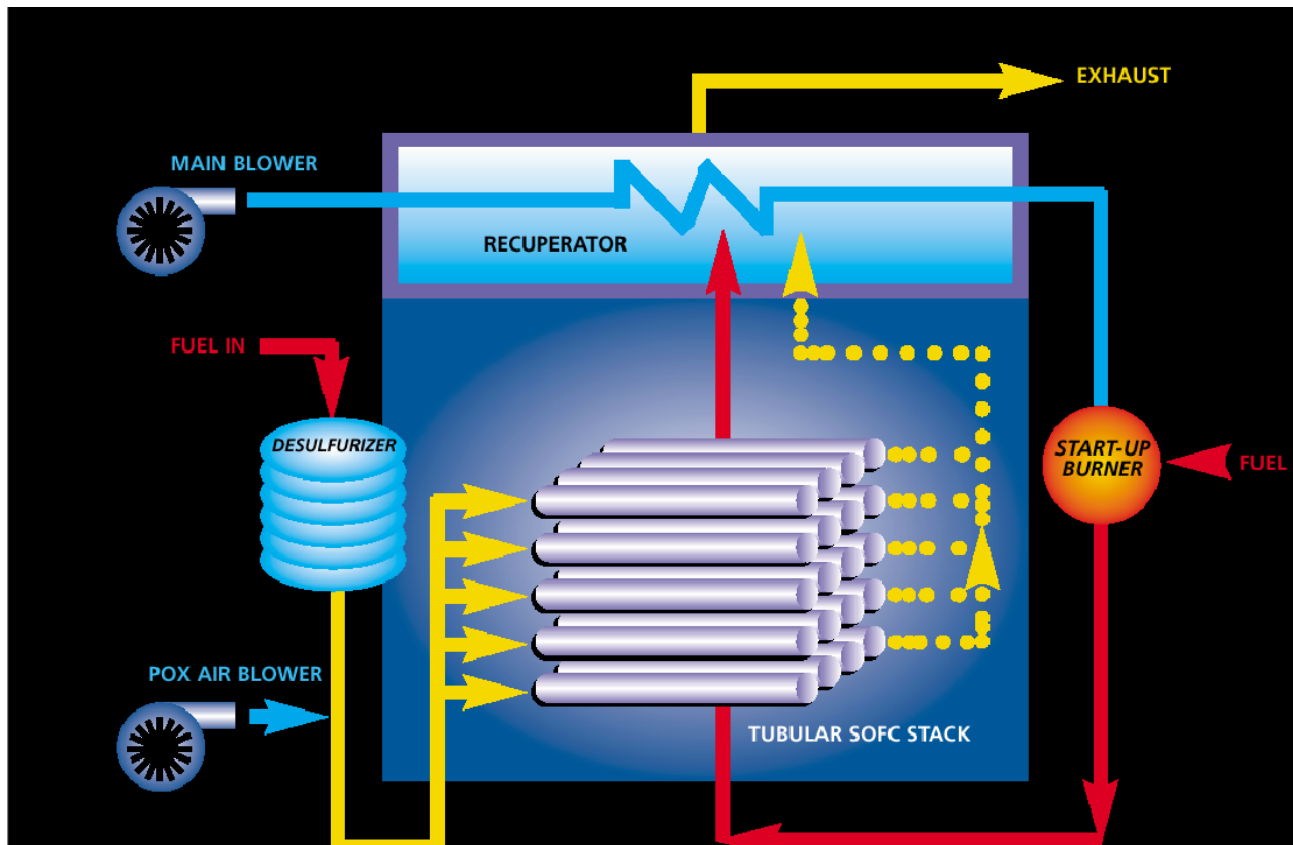 EXHAUST
MAIN BLOWER
RECUPERATOR
FUEL IN
DESULFURIZER
START-UP
BURNER
FUEL
POX AIR BLOWER
TUBULAR SOFC STACK